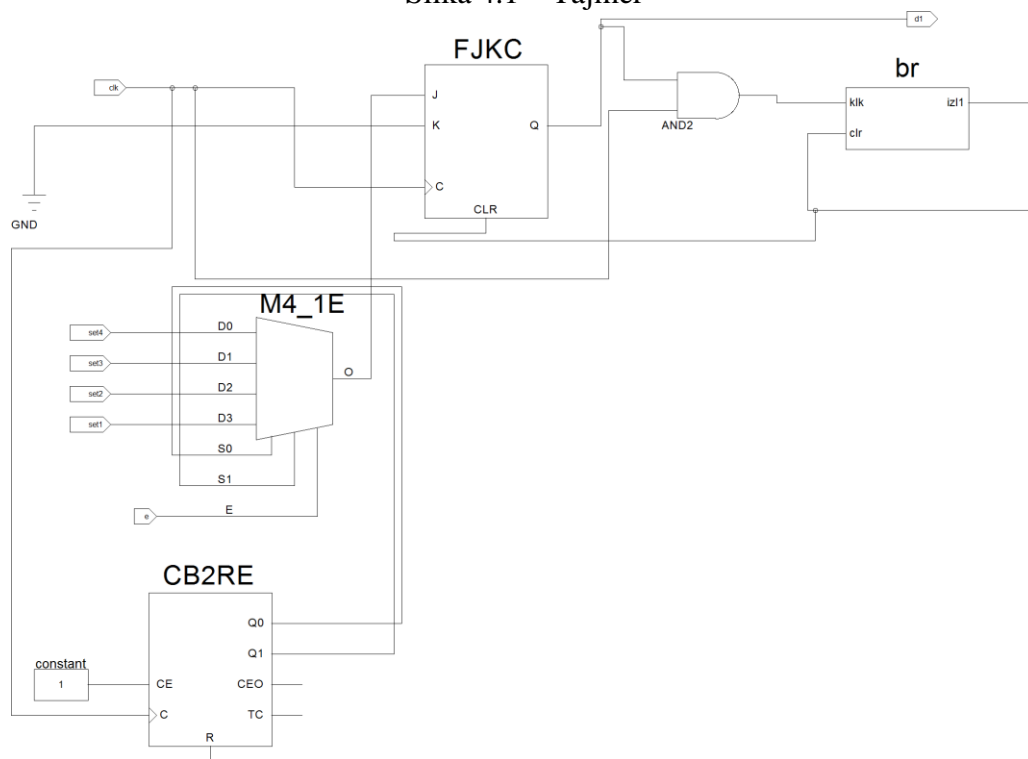 Slika 4.1 – Tajmer
d1
FJKC
br
clk
J
klk
izl1
K
Q
AND2
clr
C
GND
CLR
M4_1E
set4
D0
set3
D1
O
set2
D2
set1
D3
S0
S1
e
E
CB2RE
Q0
Q1
constant
1
CE
CEO
C
TC
R